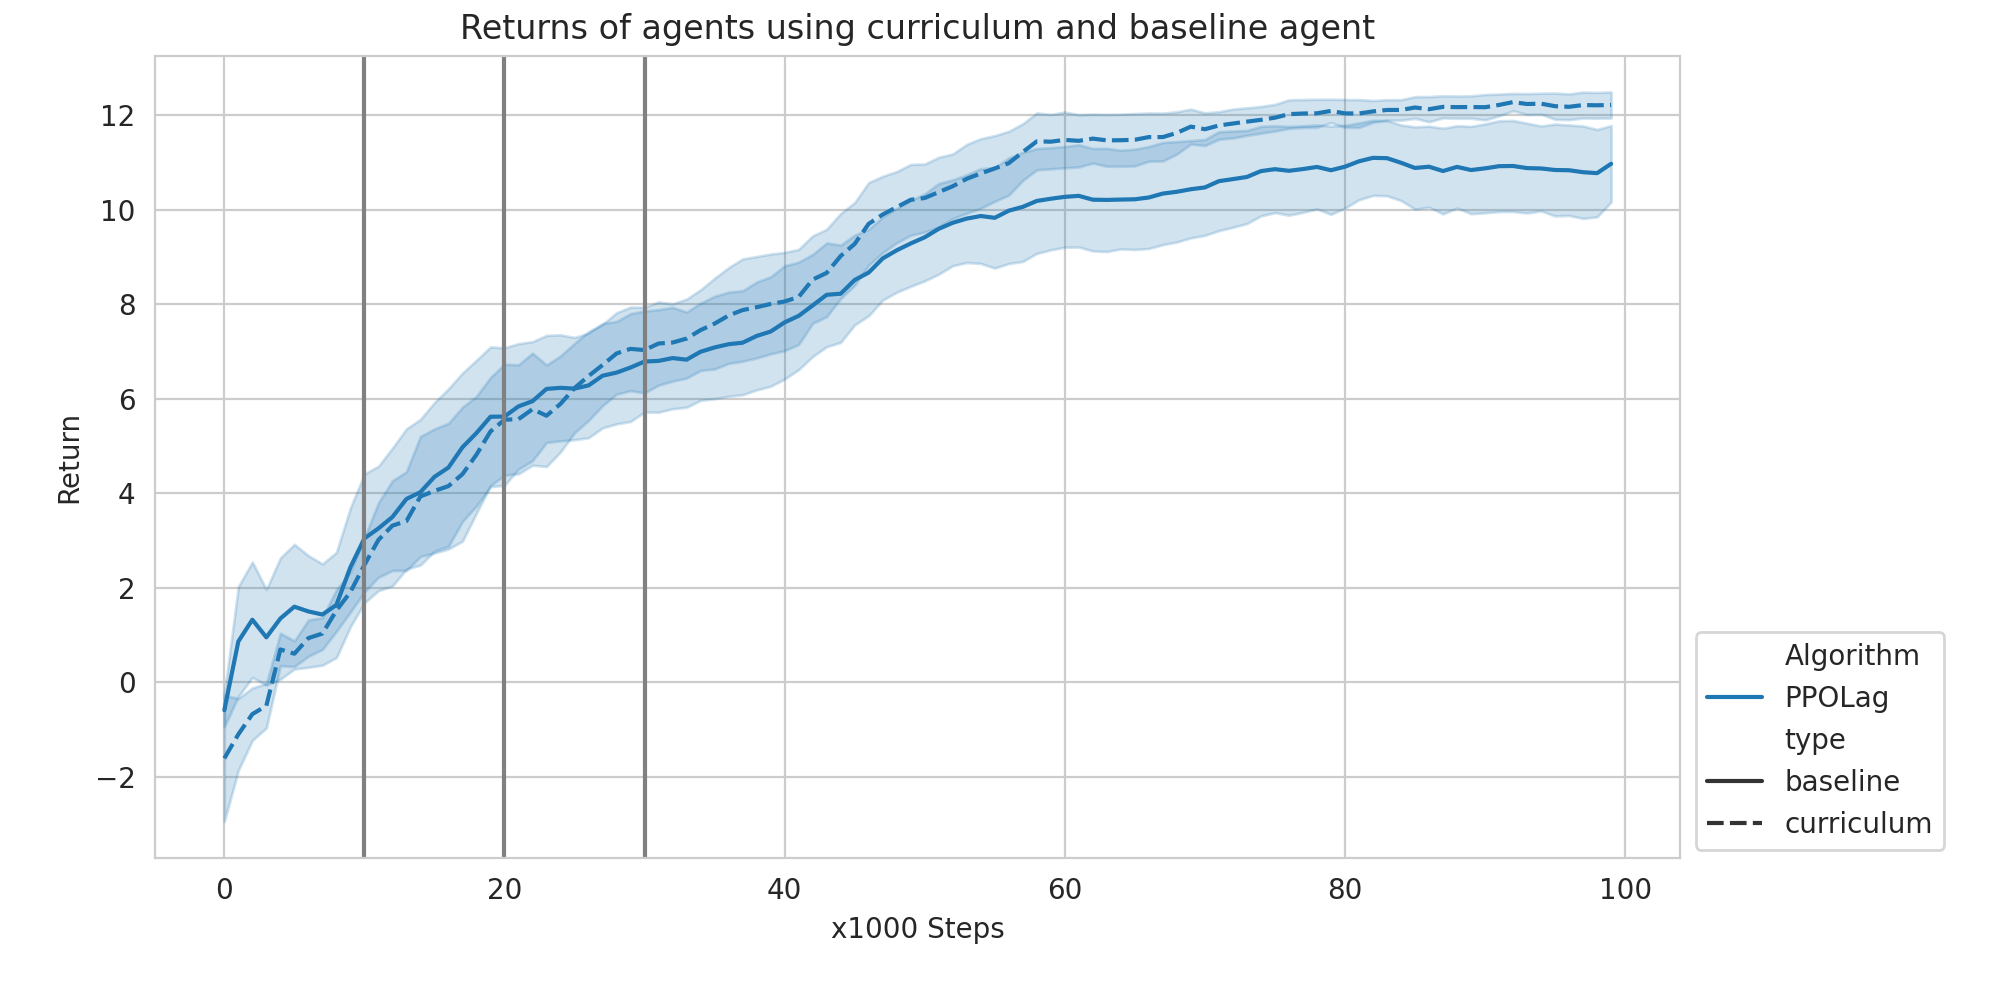 Returns of agents using curriculum and baseline agent
12
10
8
6
4
2
0
−2
Return
0 20 40 60 80 100
x1000 Steps
Algorithm
PPOLag
type
baseline
curriculum